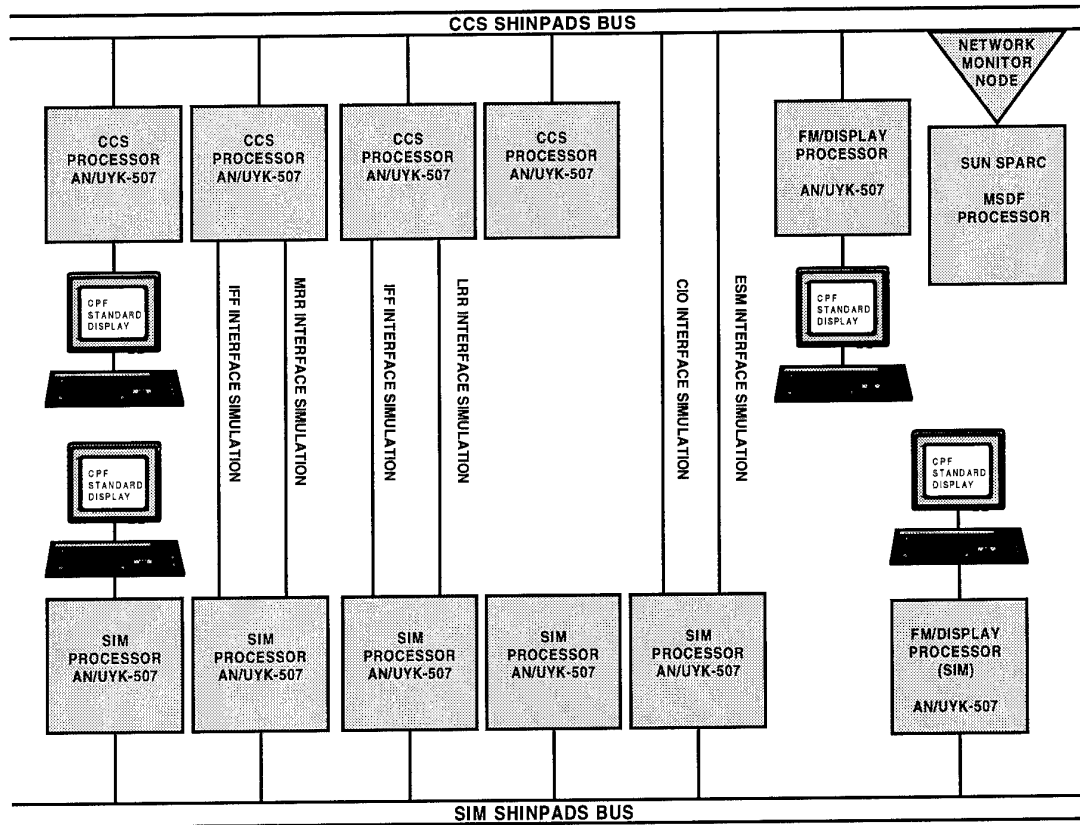 CCS SHINPADS BUS
NETWORK
MONITOR
NODE
CCS
PROCESSOR
AN/UYK-507
CCS
PROCESSOR
AN/UYK-507
CCS
PROCESSOR
AN/UYK-507
CCS
PROCESSOR
AN/UYK-507
FM/DISPLAY
PROCESSOR
AN/UYK-507
SUN SPARC
MSDF
PROCESSOR
CPF
STANDARD
DISPLAY
IFF INTERFACE SIMULATION
MRR INTERFACE SIMULATION
IFF INTERFACE SIMULATION
LRR INTERFACE SIMULATION
CIO INTERFACE SIMULATION
ESM INTERFACE SIMULATION
CPF
STANDARD
DISPLAY
CPF
STANDARD
DISPLAY
CPF
STANDARD
DISPLAY
SIM
PROCESSOR
AN/UYK-507
SIM
PROCESSOR
AN/UYK-507
SIM
PROCESSOR
AN/UYK-507
SIM
PROCESSOR
AN/UYK-507
SIM
PROCESSOR
AN/UYK-507
FM/DISPLAY
PROCESSOR
(SIM)
AN/UYK-507
SIM SHINPADS BUS